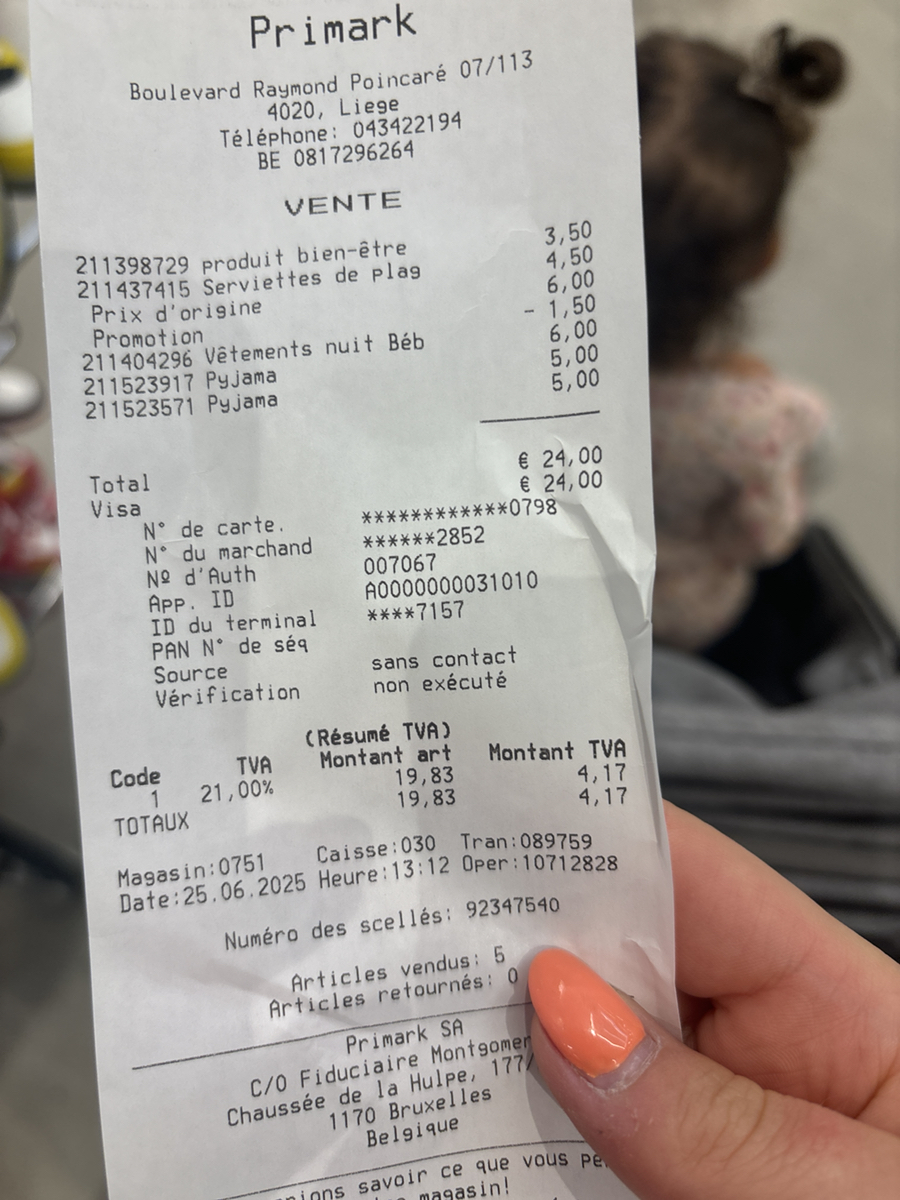 Primark
Boulevard Raymond Poincaré 07/113
4020, Liege
Téléphone: 043422194
BE 0817296264
VENTE
211398729 produit bien-être 3,50
211437415 Serviettes de plag 4,50
Prix d'origine 6,00
Promotion - 1,50
211404296 Vêtements nuit Béb 6,00
211523917 Pyjama 5,00
211523571 Pyjama 5,00
Total € 24,00
Visa € 24,00
N° de carte. ************0798
N° du marchand ******2852
Nº d'Auth 007067
App. ID A0000000031010
ID du terminal ****7157
PAN N° de séq
Source sans contact
Vérification non exécuté
(Résumé TVA)
Code TVA Montant art Montant TVA
1 21,00% 19,83 4,17
TOTAUX 19,83 4,17
Magasin:0751 Caisse:030 Tran:089759
Date:25.06.2025 Heure:13:12 Oper:10712828
Numéro des scellés: 92347540
Articles vendus: 5
Articles retournés: 0
Primark SA
C/O Fiduciaire Montgomer
Chaussée de la Hulpe, 177/
1170 Bruxelles
Belgique
savoir ce que vous
magasin!